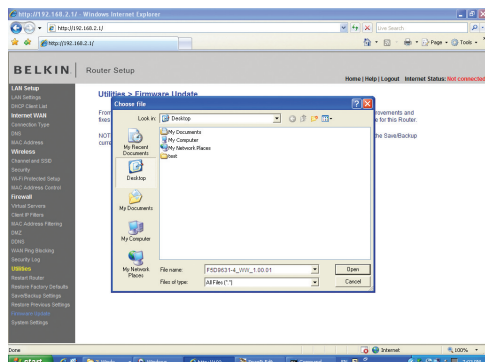 http://192.168.2.1/ - Windows Internet Explorer
http://192.168.2.1/
Live Search
http://192.168.2.1/
Page
Tools
BELKIN
Router Setup
Home | Help | Logout Internet Status: Not connected
LAN Setup
LAN Settings
DHCP Client List
Internet WAN
Connection Type
DNS
MAC Address
Wireless
Channel and SSID
Security
Wi-Fi Protected Setup
MAC Address Control
Firewall
Virtual Servers
Client IP Filters
MAC Address Filtering
DMZ
DDNS
WAN Ping Blocking
Security Log
Utilities
Restart Router
Restore Factory Defaults
Save/Backup Settings
Restore Previous Settings
Firmware Update
System Settings
Utilities > Firmware Update
From
fixes
NOT
curre
rovements and
e for this Router.
the Save/Backup
Choose file
Look in:
Desktop
My Recent Documents
Desktop
My Documents
My Computer
My Network Places
My Documents
My Computer
My Network Places
test
File name:
F5D9631-4_WW_1.00.01
Open
Files of type:
All Files (*.*)
Cancel
Done
Internet
100%
start